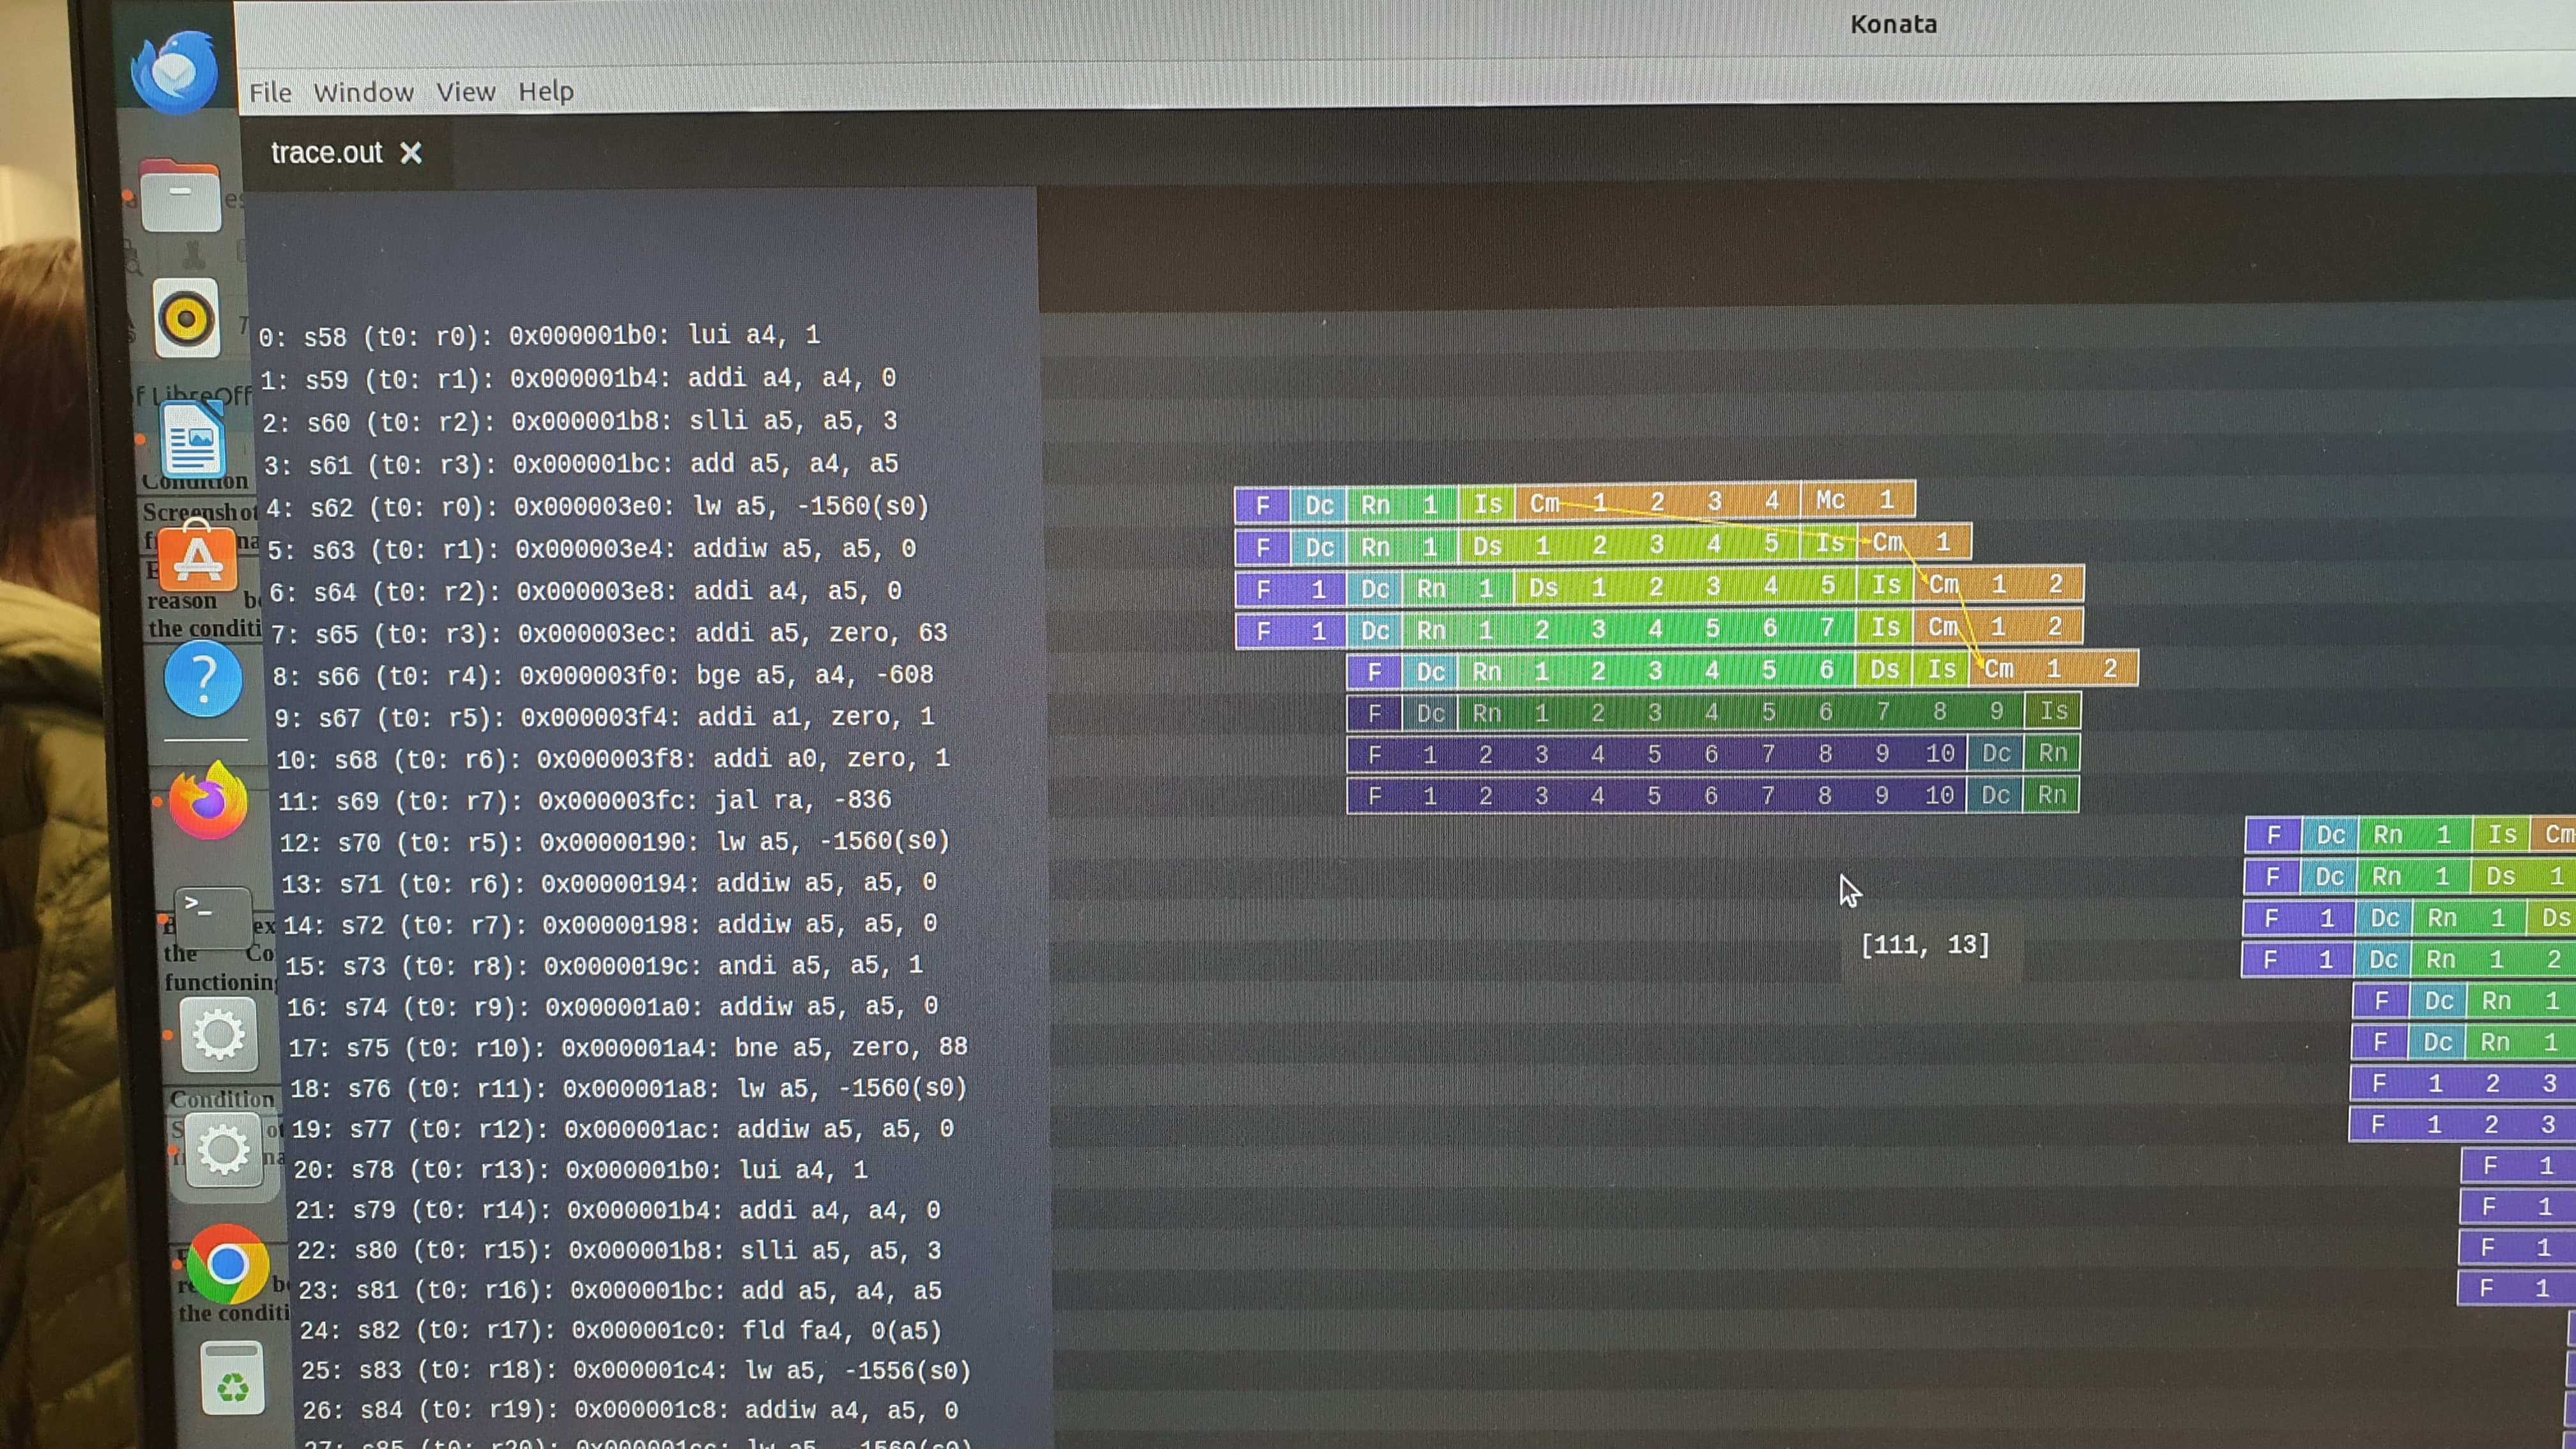 Konata
File Window View Help
trace.out ×
0: s58 (t0: r0): 0x000001b0: lui a4, 1
1: s59 (t0: r1): 0x000001b4: addi a4, a4, 0
2: s60 (t0: r2): 0x000001b8: slli a5, a5, 3
3: s61 (t0: r3): 0x000001bc: add a5, a4, a5
4: s62 (t0: r0): 0x000003e0: lw a5, -1560(s0)
F Dc Rn 1 Is Cm 1 2 3 4 Mc 1
5: s63 (t0: r1): 0x000003e4: addiw a5, a5, 0
F Dc Rn 1 Ds 1 2 3 4 5 Is Cm 1
6: s64 (t0: r2): 0x000003e8: addi a4, a5, 0
F 1 Dc Rn 1 Ds 1 2 3 4 5 Is Cm 1 2
7: s65 (t0: r3): 0x000003ec: addi a5, zero, 63
F 1 Dc Rn 1 2 3 4 5 6 7 Is Cm 1 2
8: s66 (t0: r4): 0x000003f0: bge a5, a4, -608
F Dc Rn 1 2 3 4 5 6 Ds Is Cm 1 2
9: s67 (t0: r5): 0x000003f4: addi a1, zero, 1
F Dc Rn 1 2 3 4 5 6 7 8 9 Is
10: s68 (t0: r6): 0x000003f8: addi a0, zero, 1
F 1 2 3 4 5 6 7 8 9 10 Dc Rn
11: s69 (t0: r7): 0x000003fc: jal ra, -836
F 1 2 3 4 5 6 7 8 9 10 Dc Rn
12: s70 (t0: r5): 0x00000190: lw a5, -1560(s0)
F Dc Rn 1 Is Cm
13: s71 (t0: r6): 0x00000194: addiw a5, a5, 0
F Dc Rn 1 Ds 1
14: s72 (t0: r7): 0x00000198: addiw a5, a5, 0
F 1 Dc Rn 1 Ds
[111, 13]
15: s73 (t0: r8): 0x0000019c: andi a5, a5, 1
F 1 Dc Rn 1 2
16: s74 (t0: r9): 0x000001a0: addiw a5, a5, 0
F Dc Rn 1
17: s75 (t0: r10): 0x000001a4: bne a5, zero, 88
F Dc Rn 1
18: s76 (t0: r11): 0x000001a8: lw a5, -1560(s0)
F 1 2 3
19: s77 (t0: r12): 0x000001ac: addiw a5, a5, 0
F 1 2 3
20: s78 (t0: r13): 0x000001b0: lui a4, 1
F 1
21: s79 (t0: r14): 0x000001b4: addi a4, a4, 0
F 1
22: s80 (t0: r15): 0x000001b8: slli a5, a5, 3
F 1
23: s81 (t0: r16): 0x000001bc: add a5, a4, a5
F 1
24: s82 (t0: r17): 0x000001c0: fld fa4, 0(a5)
25: s83 (t0: r18): 0x000001c4: lw a5, -1556(s0)
26: s84 (t0: r19): 0x000001c8: addiw a4, a5, 0
27: s85 (t0: r20): 0x000001cc: lw a5, -1560(s0)
f LibreOff
Condition
Screenshot
reason
the conditi
the Co
functioning
Condition
the conditi